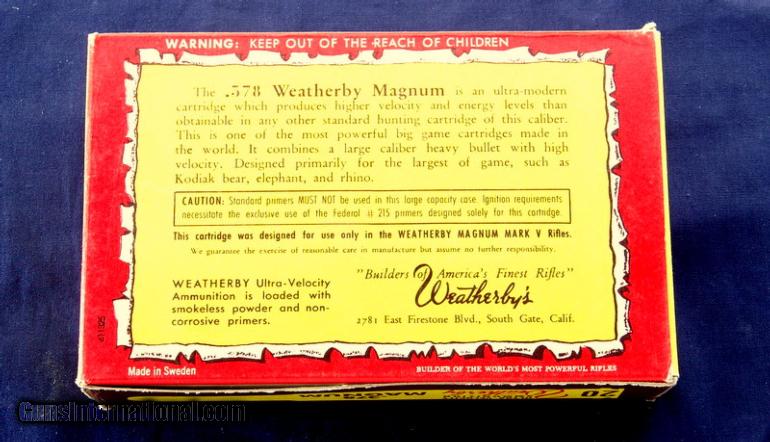 WARNING: KEEP OUT OF THE REACH OF CHILDREN
The .378 Weatherby Magnum is an ultra-modern
cartridge which produces higher velocity and energy levels than
obtainable in any other standard hunting cartridge of this caliber.
This is one of the most powerful big game cartridges made in
the world. It combines a large caliber heavy bullet with high
velocity. Designed primarily for the largest of game, such as
Kodiak bear, elephant, and rhino.
CAUTION: Standard primers MUST NOT be used in this large capacity case. Ignition requirements
necessitate the exclusive use of the Federal # 215 primers designed solely for this cartridge.
This cartridge was designed for use only in the WEATHERBY MAGNUM MARK V Rifles.
We guarantee the exercise of reasonable care in manufacture but assume no further responsibility.
WEATHERBY Ultra-Velocity
Ammunition is loaded with
smokeless powder and non-
corrosive primers.
"Builders of America's Finest Rifles"
Weatherby's
2781 East Firestone Blvd., South Gate, Calif.
Made in Sweden
BUILDER OF THE WORLD'S MOST POWERFUL RIFLES
20
Weatherby
MAGNUM
GunsInternational.com